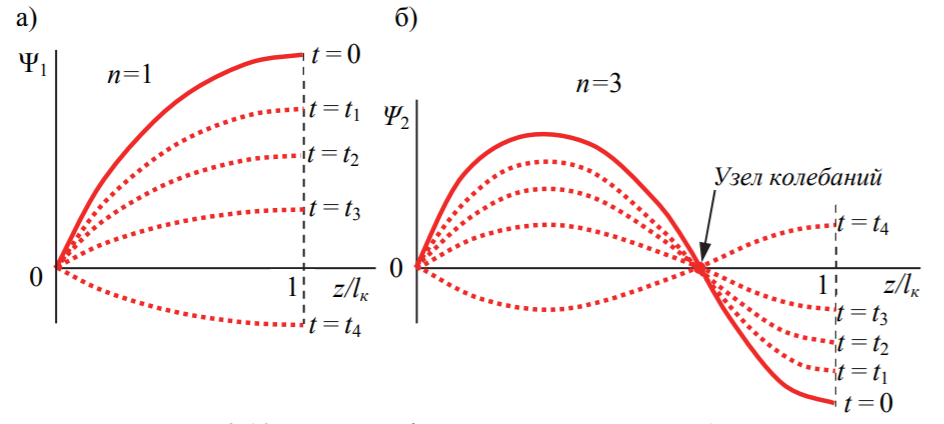 а)
Ψ1
n=1
t = 0
t = t1
t = t2
t = t3
t = t4
0
1
z/lк
б)
Ψ2
n=3
Узел колебаний
t = t4
0
1
z/lк
t = t3
t = t2
t = t1
t = 0